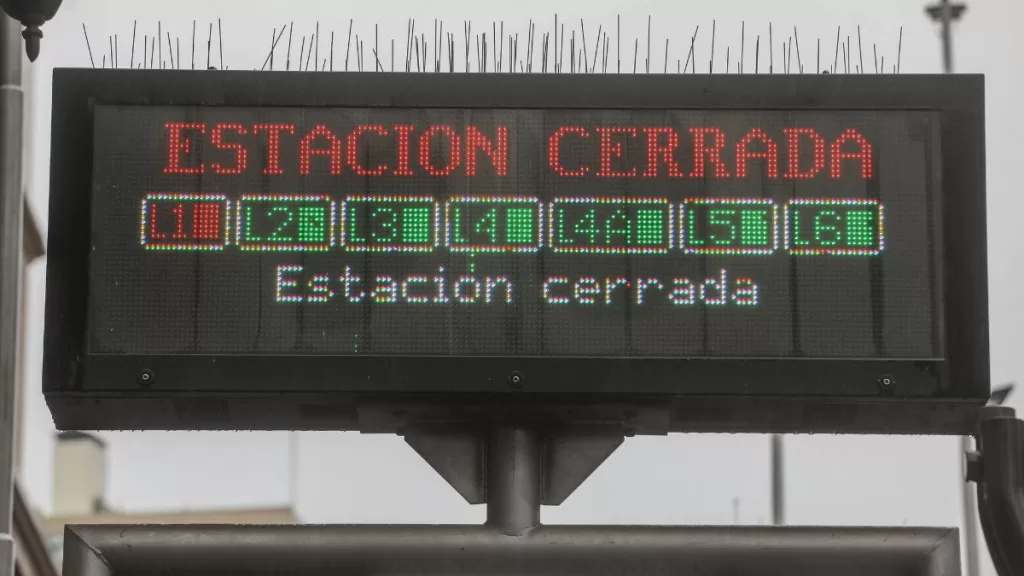 ESTACION CERRADA
L1 L2 L3 L4 L4A L5 L6
Estación cerrada